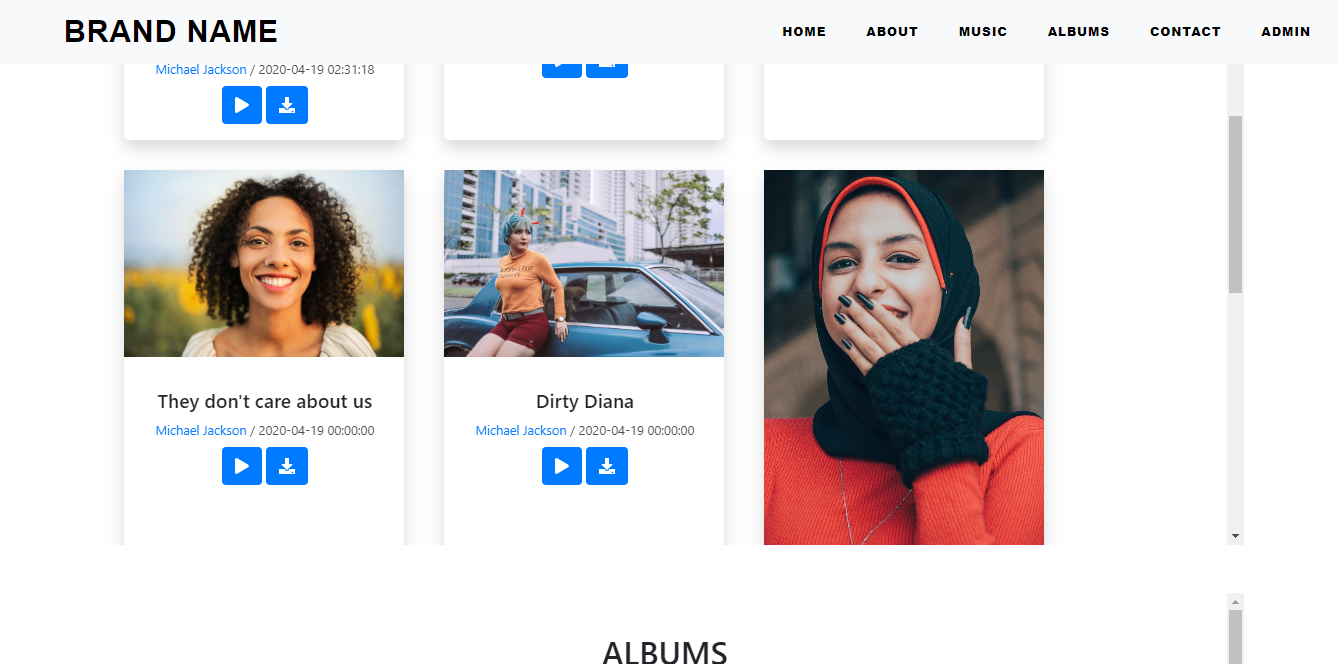 BRAND NAME
HOME ABOUT MUSIC ALBUMS CONTACT ADMIN
Michael Jackson / 2020-04-19 02:31:18
They don't care about us
Michael Jackson / 2020-04-19 00:00:00
Dirty Diana
Michael Jackson / 2020-04-19 00:00:00
ALBUMS